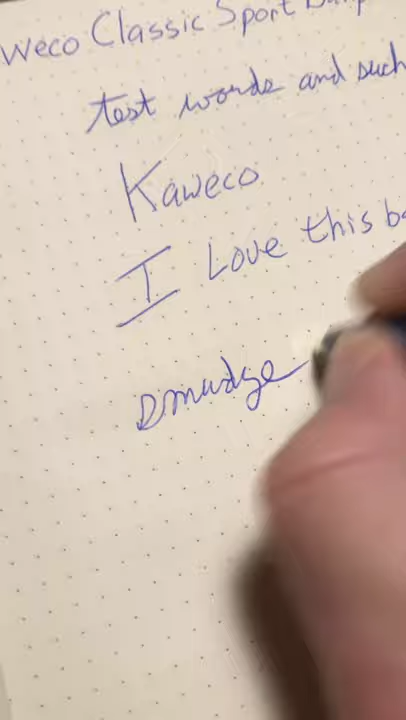 weco Classic Sport
test words and such
Kaweco
I Love this
Smudge